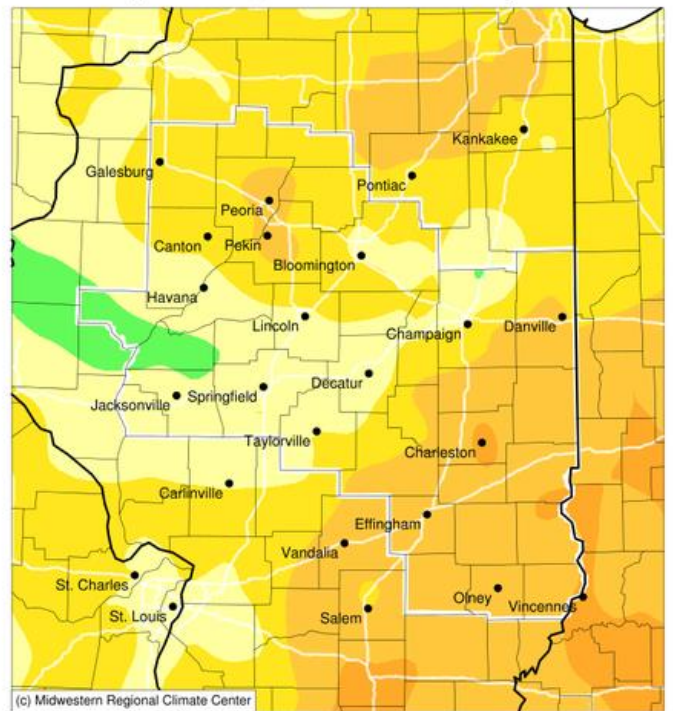 Kankakee
Galesburg
Pontiac
Peoria
Canton
Pekin
Bloomington
Havana
Lincoln
Champaign
Danville
Decatur
Springfield
Jacksonville
Taylorville
Charleston
Carlinville
Effingham
Vandalia
St. Charles
Olney
Vincennes
St. Louis
Salem
(c) Midwestern Regional Climate Center